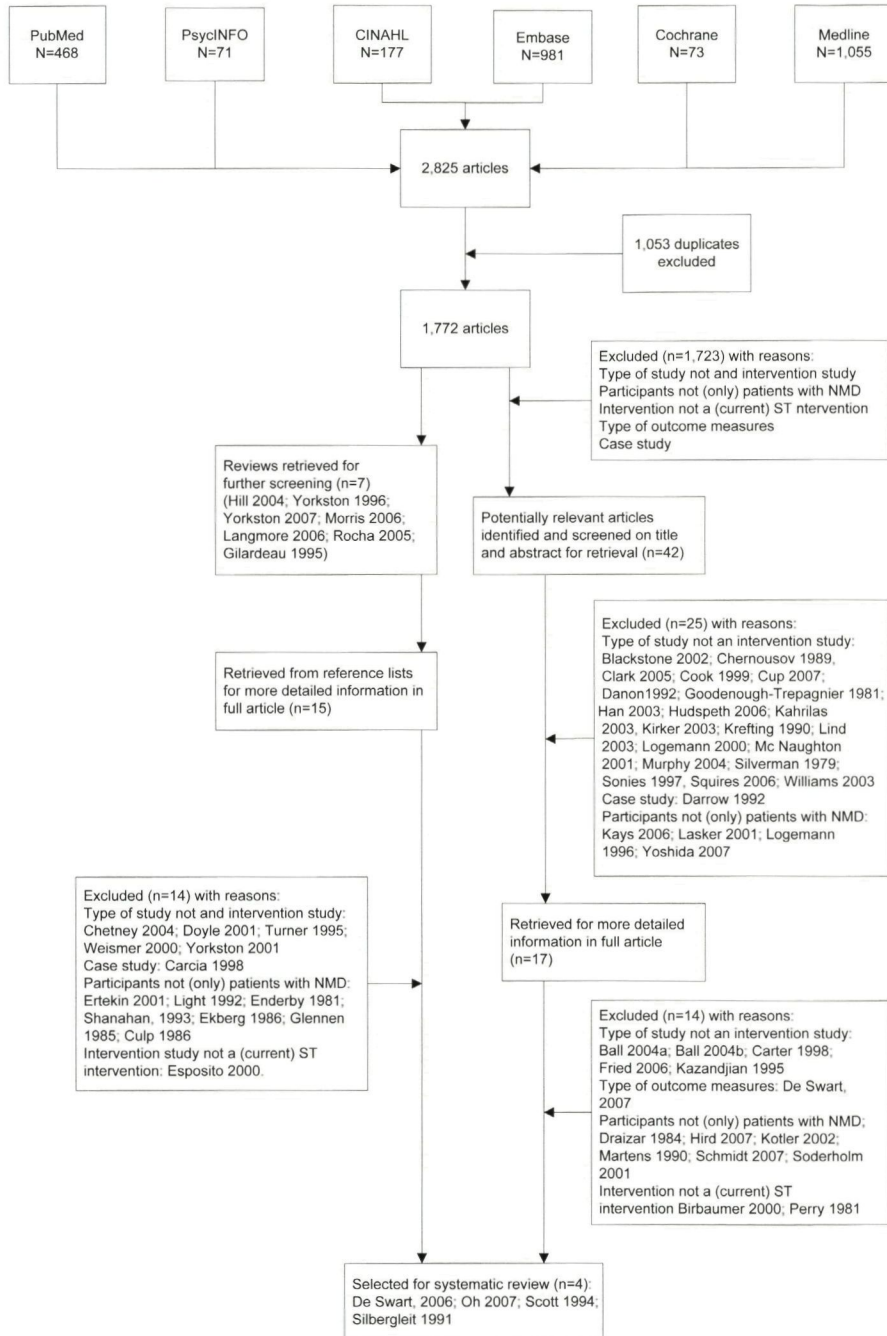 PubMed
N=468
PsycINFO
N=71
CINAHL
N=177
Embase
N=981
Cochrane
N=73
Medline
N=1,055
2,825 articles
1,053 duplicates
excluded
1,772 articles
Excluded (n=1,723) with reasons:
Type of study not and intervention study
Participants not (only) patients with NMD
Intervention not a (current) ST ntervention
Type of outcome measures
Case study
Reviews retrieved for
further screening (n=7)
(Hill 2004; Yorkston 1996;
Yorkston 2007; Morris 2006;
Langmore 2006; Rocha 2005;
Gilardeau 1995)
Potentially relevant articles
identified and screened on title
and abstract for retrieval (n=42)
Excluded (n=25) with reasons:
Type of study not an intervention study:
Blackstone 2002; Chernousov 1989,
Clark 2005; Cook 1999; Cup 2007;
Danon1992; Goodenough-Trepagnier 1981;
Han 2003; Hudspeth 2006; Kahrilas
2003, Kirker 2003; Krefting 1990; Lind
2003; Logemann 2000; Mc Naughton
2001; Murphy 2004; Silverman 1979;
Sonies 1997, Squires 2006; Williams 2003
Case study: Darrow 1992
Participants not (only) patients with NMD:
Kays 2006; Lasker 2001; Logemann
1996; Yoshida 2007
Retrieved from reference lists
for more detailed information in
full article (n=15)
Excluded (n=14) with reasons:
Type of study not and intervention study:
Chetney 2004; Doyle 2001; Turner 1995;
Weismer 2000; Yorkston 2001
Case study: Carcia 1998
Participants not (only) patients with NMD:
Ertekin 2001; Light 1992; Enderby 1981;
Shanahan, 1993; Ekberg 1986; Glennen
1985; Culp 1986
Intervention study not a (current) ST
intervention: Esposito 2000.
Retrieved for more detailed
information in full article
(n=17)
Excluded (n=14) with reasons:
Type of study not an intervention study:
Ball 2004a; Ball 2004b; Carter 1998;
Fried 2006; Kazandjian 1995
Type of outcome measures: De Swart,
2007
Participants not (only) patients with NMD;
Draizar 1984; Hird 2007; Kotler 2002;
Martens 1990; Schmidt 2007; Soderholm
2001
Intervention not a (current) ST
intervention Birbaumer 2000; Perry 1981
Selected for systematic review (n=4):
De Swart, 2006; Oh 2007; Scott 1994;
Silbergleit 1991